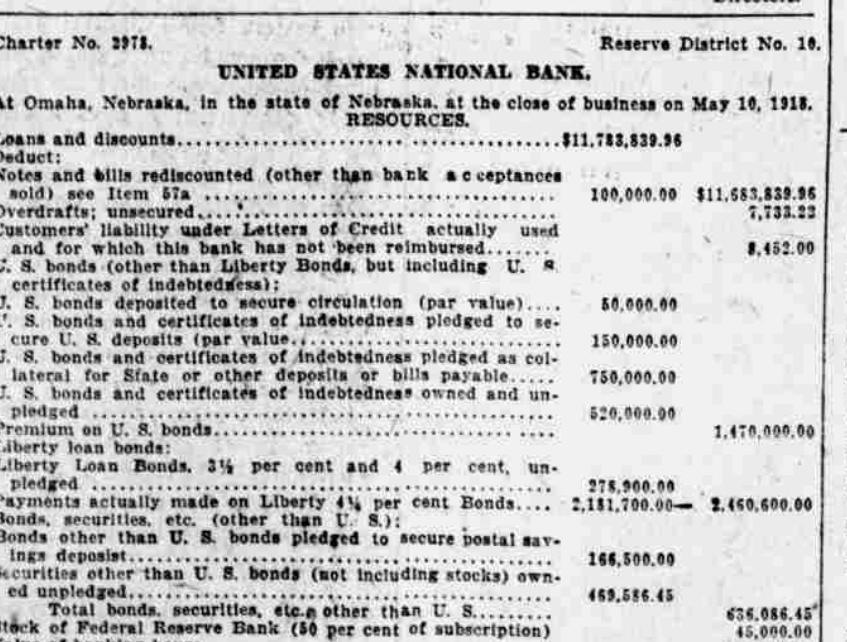 Charter No. 2978. Reserve District No. 10.
UNITED STATES NATIONAL BANK.
At Omaha, Nebraska, in the state of Nebraska, at the close of business on May 10, 1918.
RESOURCES.
Loans and discounts............................................$11,783,839.96
Deduct:
Notes and bills rediscounted (other than bank acceptances
sold) see Item 57a ........................................ 100,000.00 $11,683,839.96
Overdrafts; unsecured........................................ 7,733.23
Customers' liability under Letters of Credit actually used
and for which this bank has not been reimbursed....... 8,452.00
U. S. bonds (other than Liberty Bonds, but including U. S.
certificates of indebtedness):
U. S. bonds deposited to secure circulation (par value).... 50,000.00
U. S. bonds and certificates of indebtedness pledged to se-
cure U. S. deposits (par value.............................. 150,000.00
U. S. bonds and certificates of indebtedness pledged as col-
lateral for State or other deposits or bills payable..... 750,000.00
U. S. bonds and certificates of indebtedness owned and un-
pledged .................................................... 520,000.00
Premium on U. S. bonds........................................ 1,470,000.00
Liberty loan bonds:
Liberty Loan Bonds, 3½ per cent and 4 per cent, un-
pledged .................................................... 278,900.00
Payments actually made on Liberty 4¼ per cent Bonds.... 2,181,700.00— 2,460,600.00
Bonds, securities, etc. (other than U. S.):
Bonds other than U. S. bonds pledged to secure postal sav-
ings deposist............................................... 166,500.00
Securities other than U. S. bonds (not including stocks) own-
ed unpledged................................................ 469,586.45
Total bonds, securities, etc., other than U. S......... 636,086.45
Stock of Federal Reserve Bank (50 per cent of subscription) 45,000.00